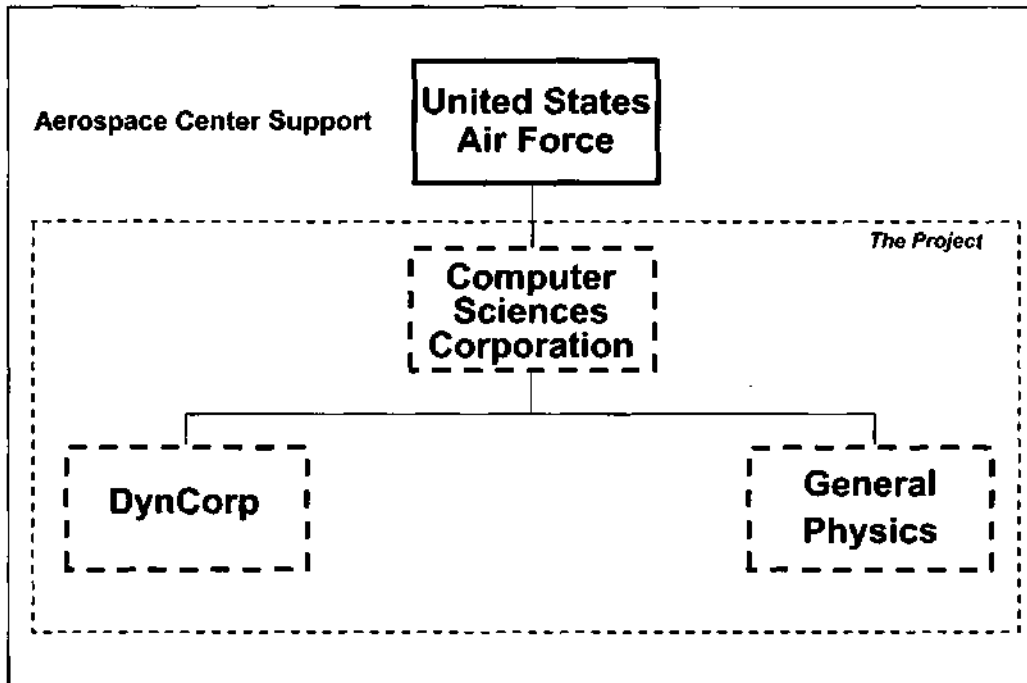 United States
Air Force
Aerospace Center Support
The Project
Computer
Sciences
Corporation
DynCorp
General
Physics